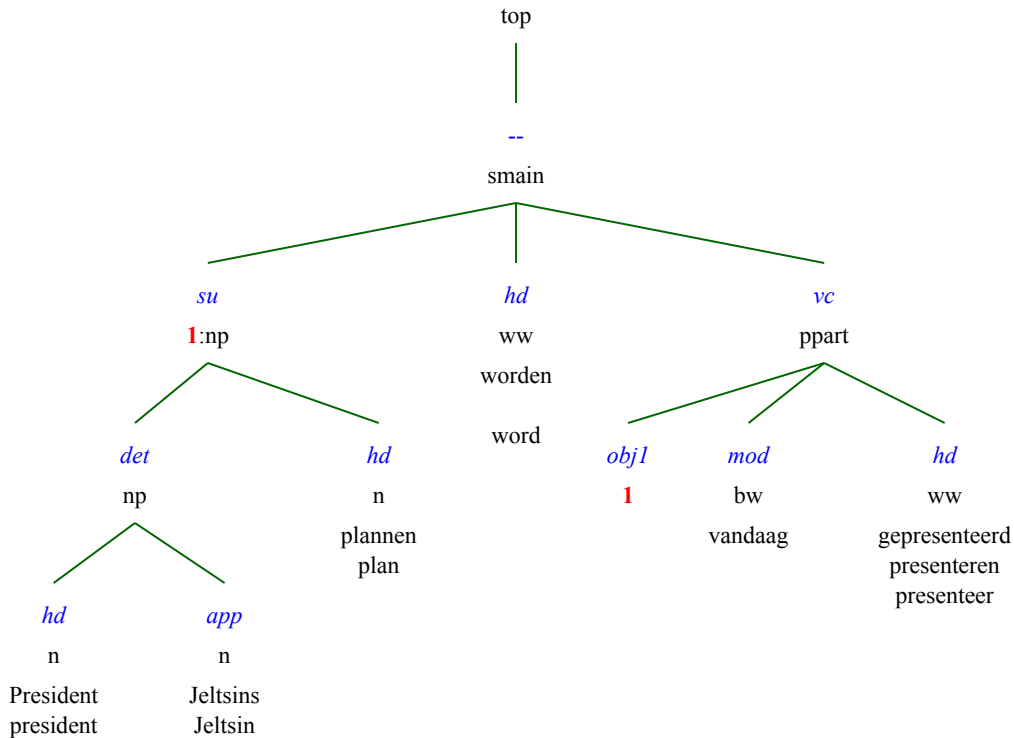 top
--
smain
su hd vc
1:np ww ppart
worden
word
det hd obj1 mod hd
np n 1 bw ww
plannen vandaag gepresenteerd
plan presenteren
presenteer
hd app
n n
President Jeltsins
president Jeltsin